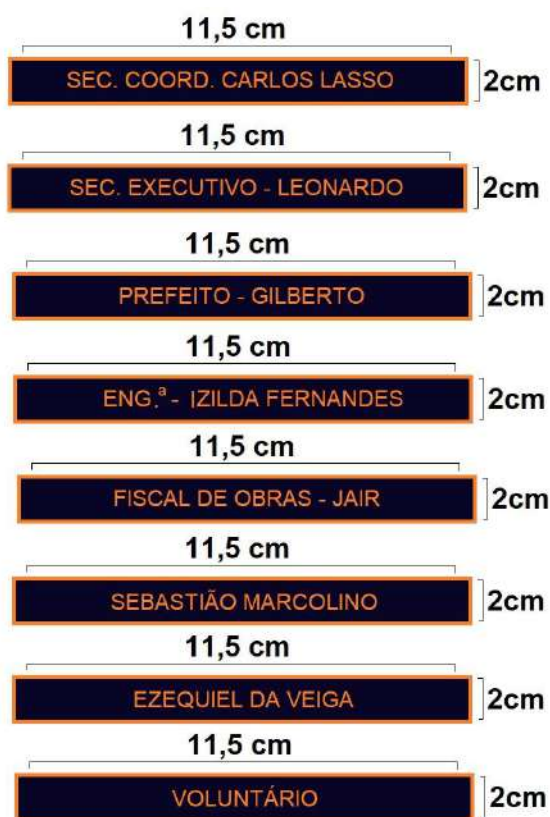 11,5 cm
SEC. COORD. CARLOS LASSO 2cm
11,5 cm
SEC. EXECUTIVO - LEONARDO 2cm
11,5 cm
PREFEITO - GILBERTO 2cm
11,5 cm
ENG.ª - IZILDA FERNANDES 2cm
11,5 cm
FISCAL DE OBRAS - JAIR 2cm
11,5 cm
SEBASTIÃO MARCOLINO 2cm
11,5 cm
EZEQUIEL DA VEIGA 2cm
11,5 cm
VOLUNTÁRIO 2cm